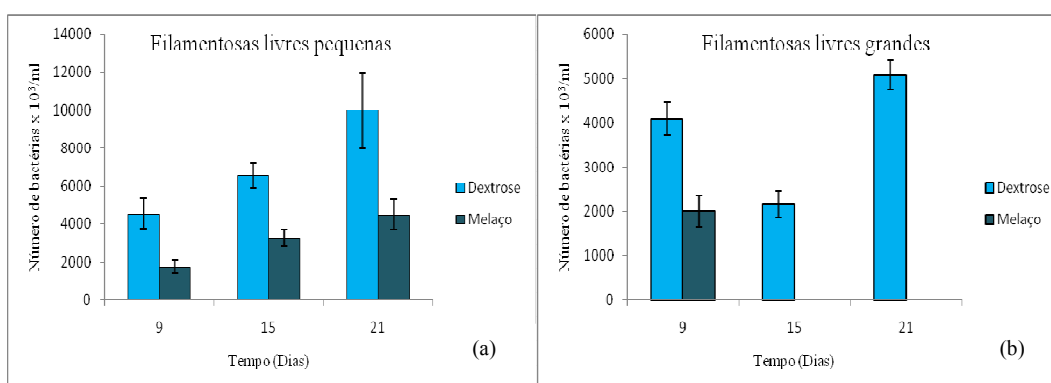 Filamentosas livres pequenas
Número de bactérias x 10³/ml
14000
12000
10000
8000
6000
4000
2000
0
9 15 21
Tempo (Dias)
Dextrose
Melaço
(a)
Filamentosas livres grandes
Número de bactérias x 10³/ml
6000
5000
4000
3000
2000
1000
0
9 15 21
Tempo (Dias)
Dextrose
Melaço
(b)